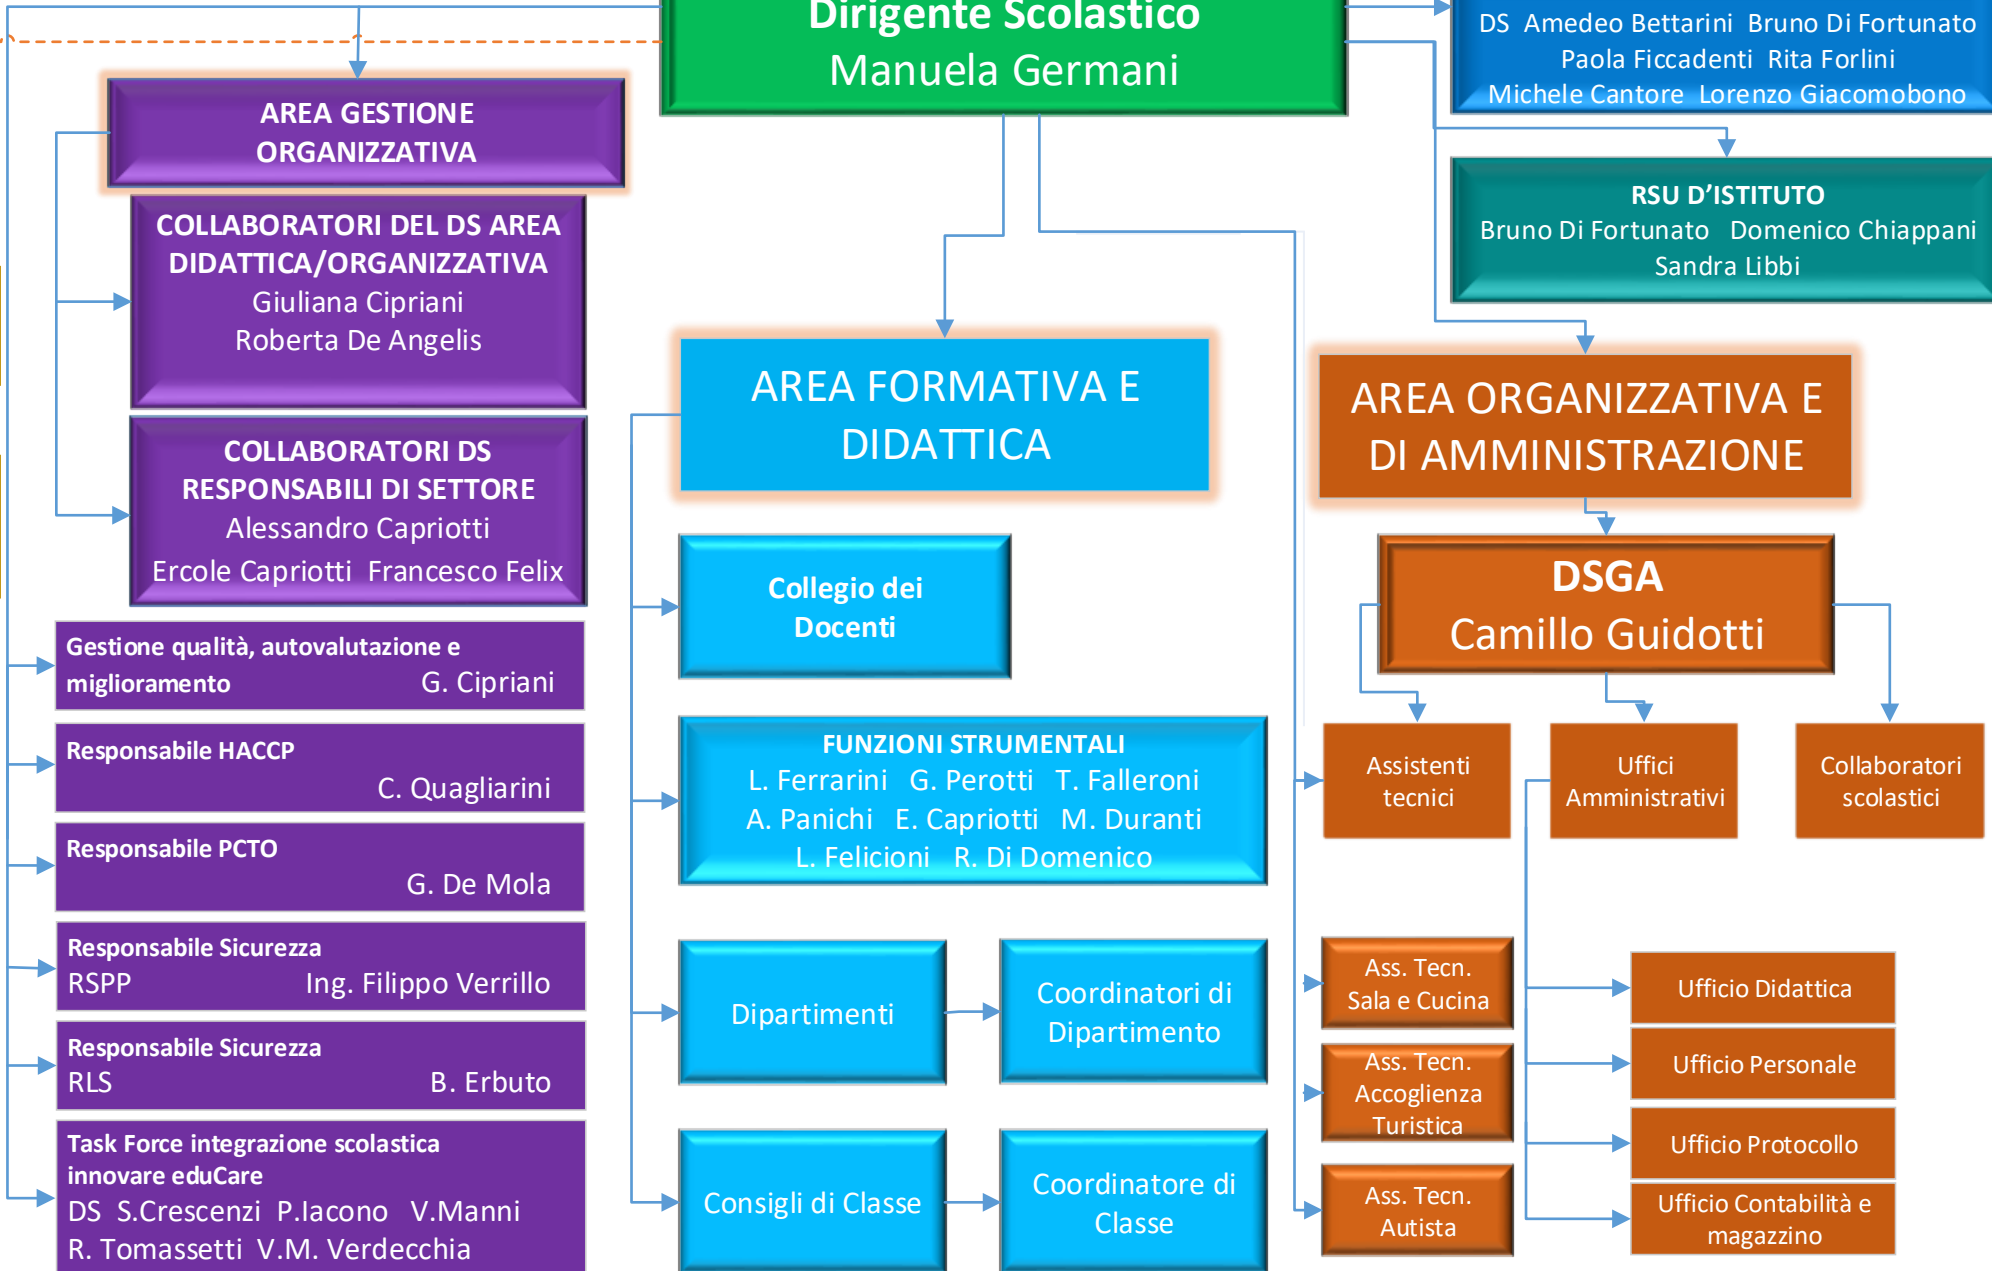 Dirigente Scolastico
Manuela Germani
DS Amedeo Bettarini Bruno Di Fortunato
Paola Ficcadenti Rita Forlini
Michele Cantore Lorenzo Giacomobono
RSU D’ISTITUTO
Bruno Di Fortunato Domenico Chiappani
Sandra Libbi
AREA GESTIONE
ORGANIZZATIVA
COLLABORATORI DEL DS AREA
DIDATTICA/ORGANIZZATIVA
Giuliana Cipriani
Roberta De Angelis
COLLABORATORI DS
RESPONSABILI DI SETTORE
Alessandro Capriotti
Ercole Capriotti Francesco Felix
Gestione qualità, autovalutazione e
miglioramento G. Cipriani
Responsabile HACCP
C. Quagliarini
Responsabile PCTO
G. De Mola
Responsabile Sicurezza
RSPP Ing. Filippo Verrillo
Responsabile Sicurezza
RLS B. Erbuto
Task Force integrazione scolastica
innovare eduCare
DS S.Crescenzi P.Iacono V.Manni
R. Tomassetti V.M. Verdecchia
AREA FORMATIVA E
DIDATTICA
Collegio dei
Docenti
FUNZIONI STRUMENTALI
L. Ferrarini G. Perotti T. Falleroni
A. Panichi E. Capriotti M. Duranti
L. Felicioni R. Di Domenico
Dipartimenti
Coordinatori di
Dipartimento
Consigli di Classe
Coordinatore di
Classe
AREA ORGANIZZATIVA E
DI AMMINISTRAZIONE
DSGA
Camillo Guidotti
Assistenti
tecnici
Uffici
Amministrativi
Collaboratori
scolastici
Ass. Tecn.
Sala e Cucina
Ass. Tecn.
Accoglienza
Turistica
Ass. Tecn.
Autista
Ufficio Didattica
Ufficio Personale
Ufficio Protocollo
Ufficio Contabilità e
magazzino